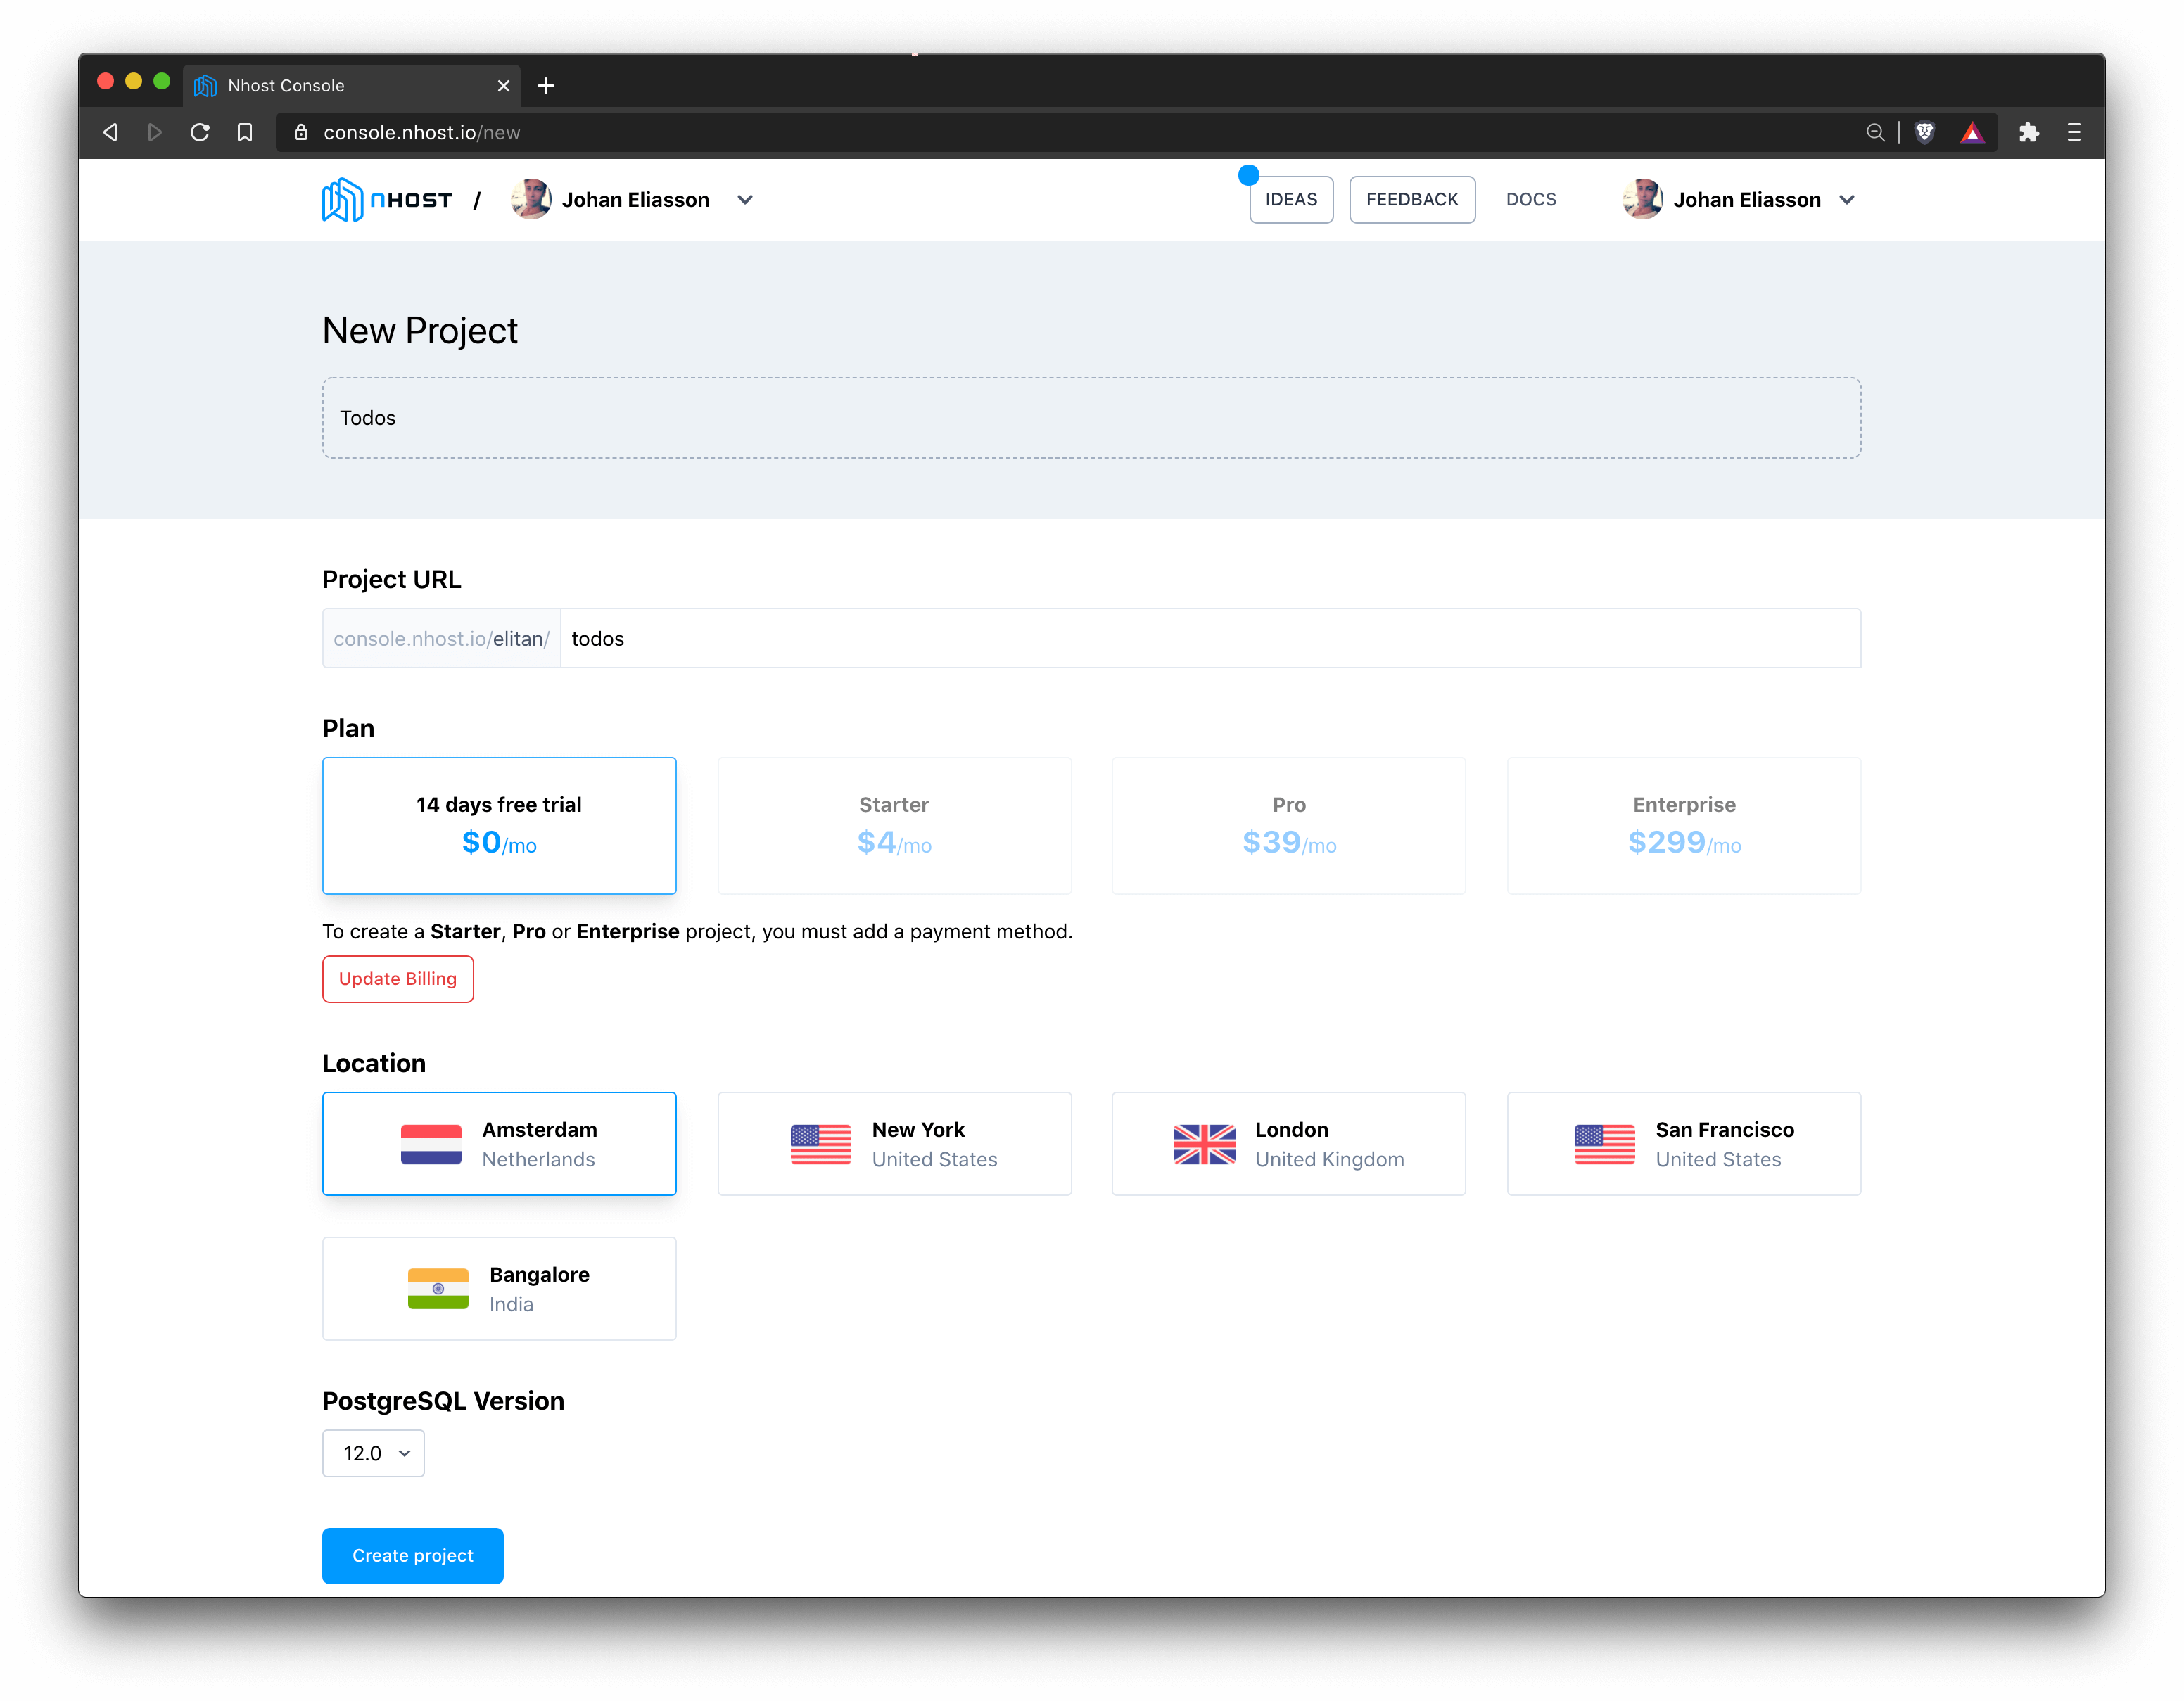 Nhost Console
console.nhost.io/new
nHOST / Johan Eliasson
IDEAS FEEDBACK DOCS Johan Eliasson
New Project
Todos
Project URL
console.nhost.io/elitan/ todos
Plan
14 days free trial
$0/mo
Starter
$4/mo
Pro
$39/mo
Enterprise
$299/mo
To create a Starter, Pro or Enterprise project, you must add a payment method.
Update Billing
Location
Amsterdam
Netherlands
New York
United States
London
United Kingdom
San Francisco
United States
Bangalore
India
PostgreSQL Version
12.0
Create project